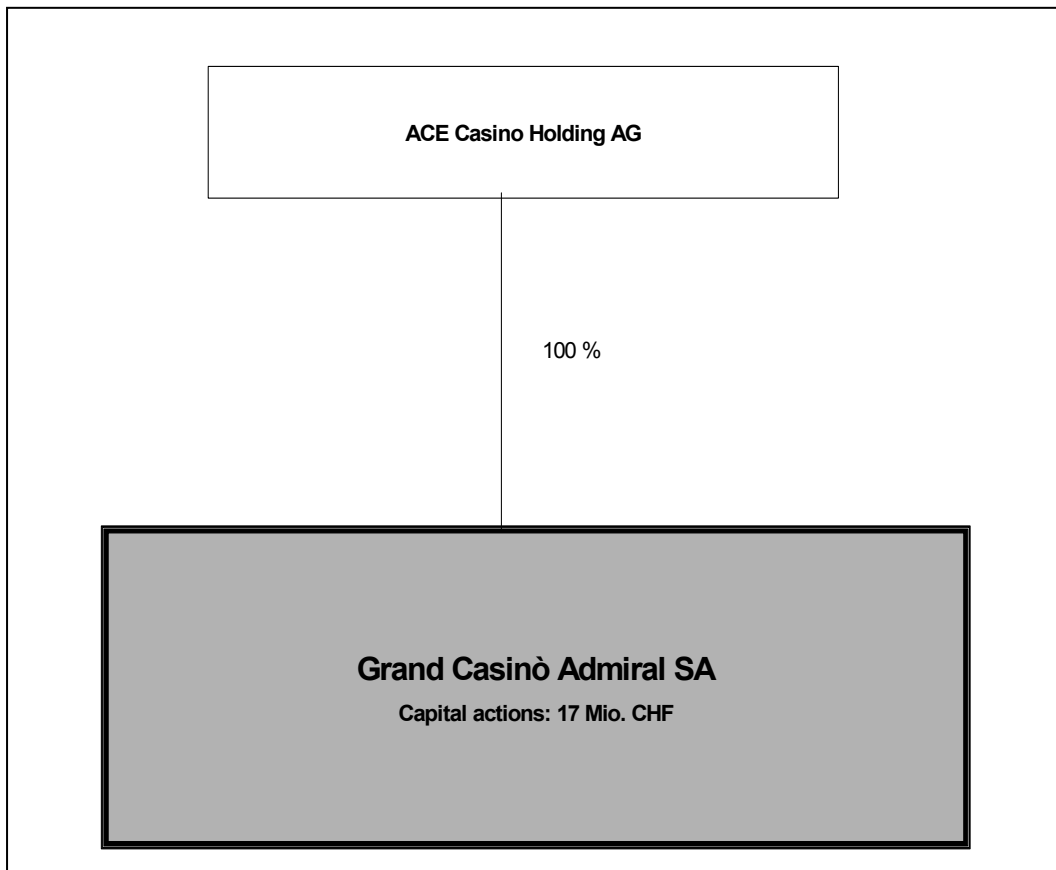 ACE Casino Holding AG
100 %
Grand Casinò Admiral SA
Capital actions: 17 Mio. CHF